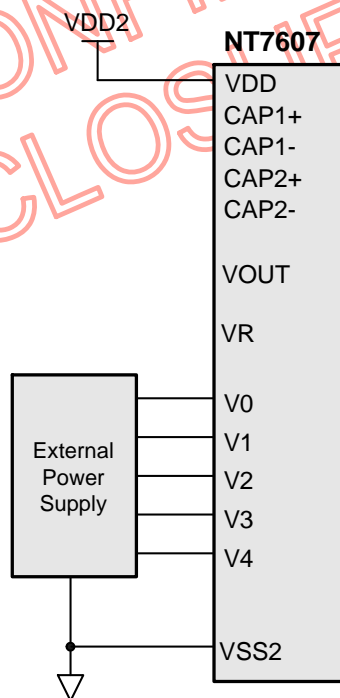 VDD2
NT7607
VDD
CAP1+
CAP1-
CAP2+
CAP2-
VOUT
VR
V0
V1
V2
V3
V4
External
Power
Supply
VSS2